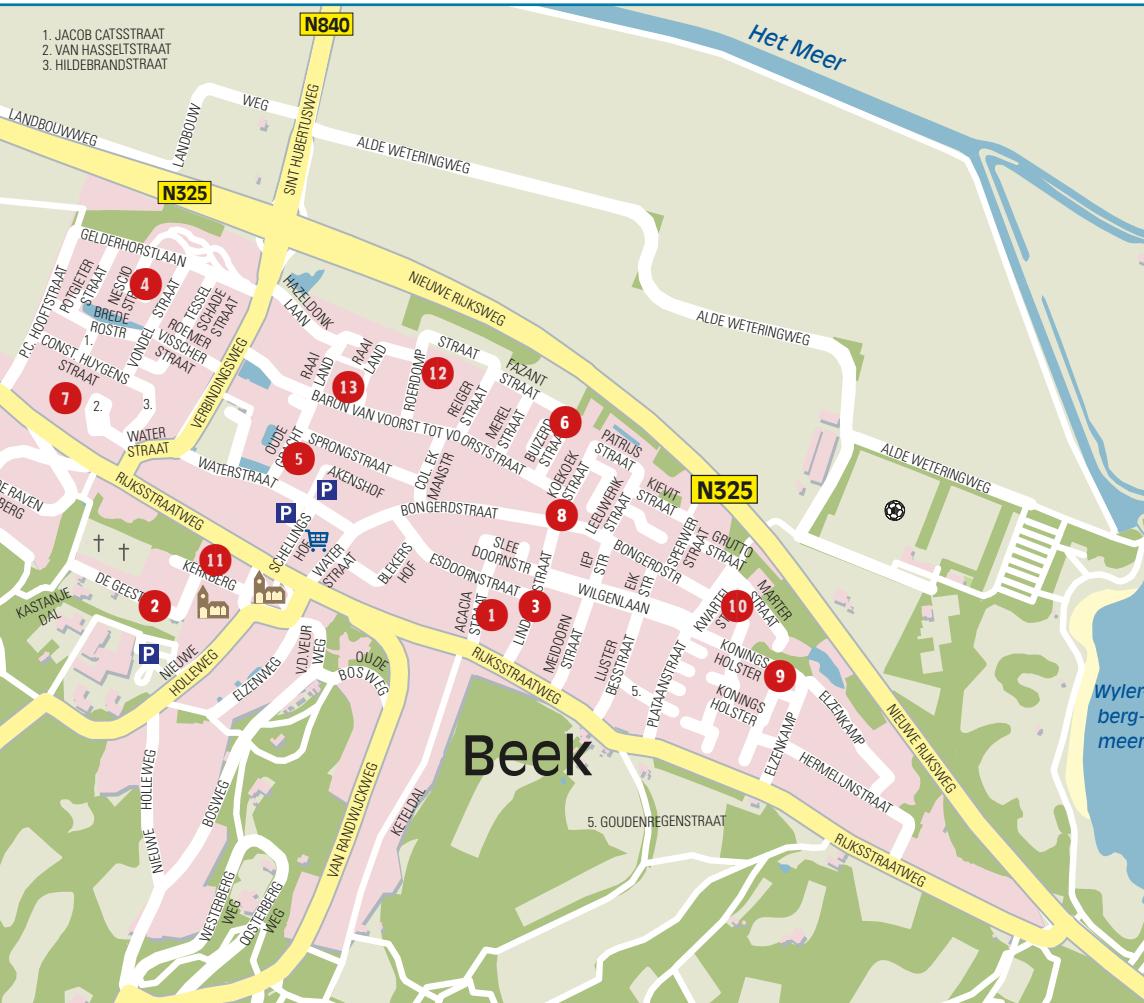 1. JACOB CATSSTRAAT
2. VAN HASSELTSTRAAT
3. HILDEBRANDSTRAAT
N840
Het Meer
LANDBOUWWEG
LANDBOUW
WEG
SINT HUBERTUSWEG
ALDE WETERINGWEG
N325
GELDERHORSTLAAN
P.C. HOOFTSTRAAT
POTGIETER
STRAAT
NESCIO
STR
4
BREDE
ROSTR
1.
VONDEL
STRAAT
TESSEL
SCHADE
STRAAT
ROEMER
VISSCHER
STRAAT
CONST. HUYGENS
STRAAT
7
2.
3.
WATER
STRAAT
VERBINDINGSWEG
HAZELDONK
LAAN
NIEUWE RIJKSWEG
ALDE WETERINGWEG
RAAI
LAND
RAAI
LAND
13
ROERDOMP
STRAAT
12
FAZANT
STRAAT
REIGER
STRAAT
MEREL
STRAAT
BUIZERD
STRAAT
6
PATRIJS
STRAAT
BARON VAN VOORST TOT VOORSTSTRAAT
OUDE
GRACHT
5
SPRONGSTRAAT
AKENSHOF
COL. EK
MANSTR
KOEKOEK
STRAAT
LEEUWERIK
STRAAT
KIEVIT
STRAAT
N325
ALDE WETERINGWEG
WATERSTRAAT
P
P
BONGERDSTRAAT
8
SPERWER
STRAAT
GRUTTO
STRAAT
RIJKSSTRAATWEG
DE RAVEN
BERG
SCHELLINGS
HOF
WATER
STRAAT
BLEKERS
HOF
ESDOORNSTRAAT
SLEE
DOORNSTR
IEP
STR
BONGERDSTR
EIK
STR
WILGENLAAN
MARTER
STRAAT
11
KERKBERG
DE GEEST
2
KASTANJE
DAL
P
NIEUWE
HOLLEWEG
ELZENWEG
V.D. VEUR
WEG
OUDE
BOSWEG
ACACIA
STRAAT
1
3
LINDE
STRAAT
MEIDOORN
STRAAT
RIJKSSTRAATWEG
LIJSTER
BESSTRAAT
5.
PLATAANSTRAAT
KWARTEL
10
KONINGS
HOLSTER
9
KONINGS
HOLSTER
ELZENKAMP
ELZENKAMP
HERMELIJNSTRAAT
NIEUWE RIJKSWEG
Wyler
berg-
meer
Beek
5. GOUDENREGENSTRAAT
RIJKSSTRAATWEG
NIEUWE
HOLLEWEG
BOSWEG
VAN RANDWIJCKWEG
KETELDAL
WESTERBERG
WEG
OOSTERBERG
WEG